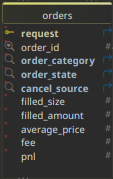 orders
request
order_id #
order_category
order_state
cancel_source
filled_size #
filled_amount #
average_price #
fee #
pnl #